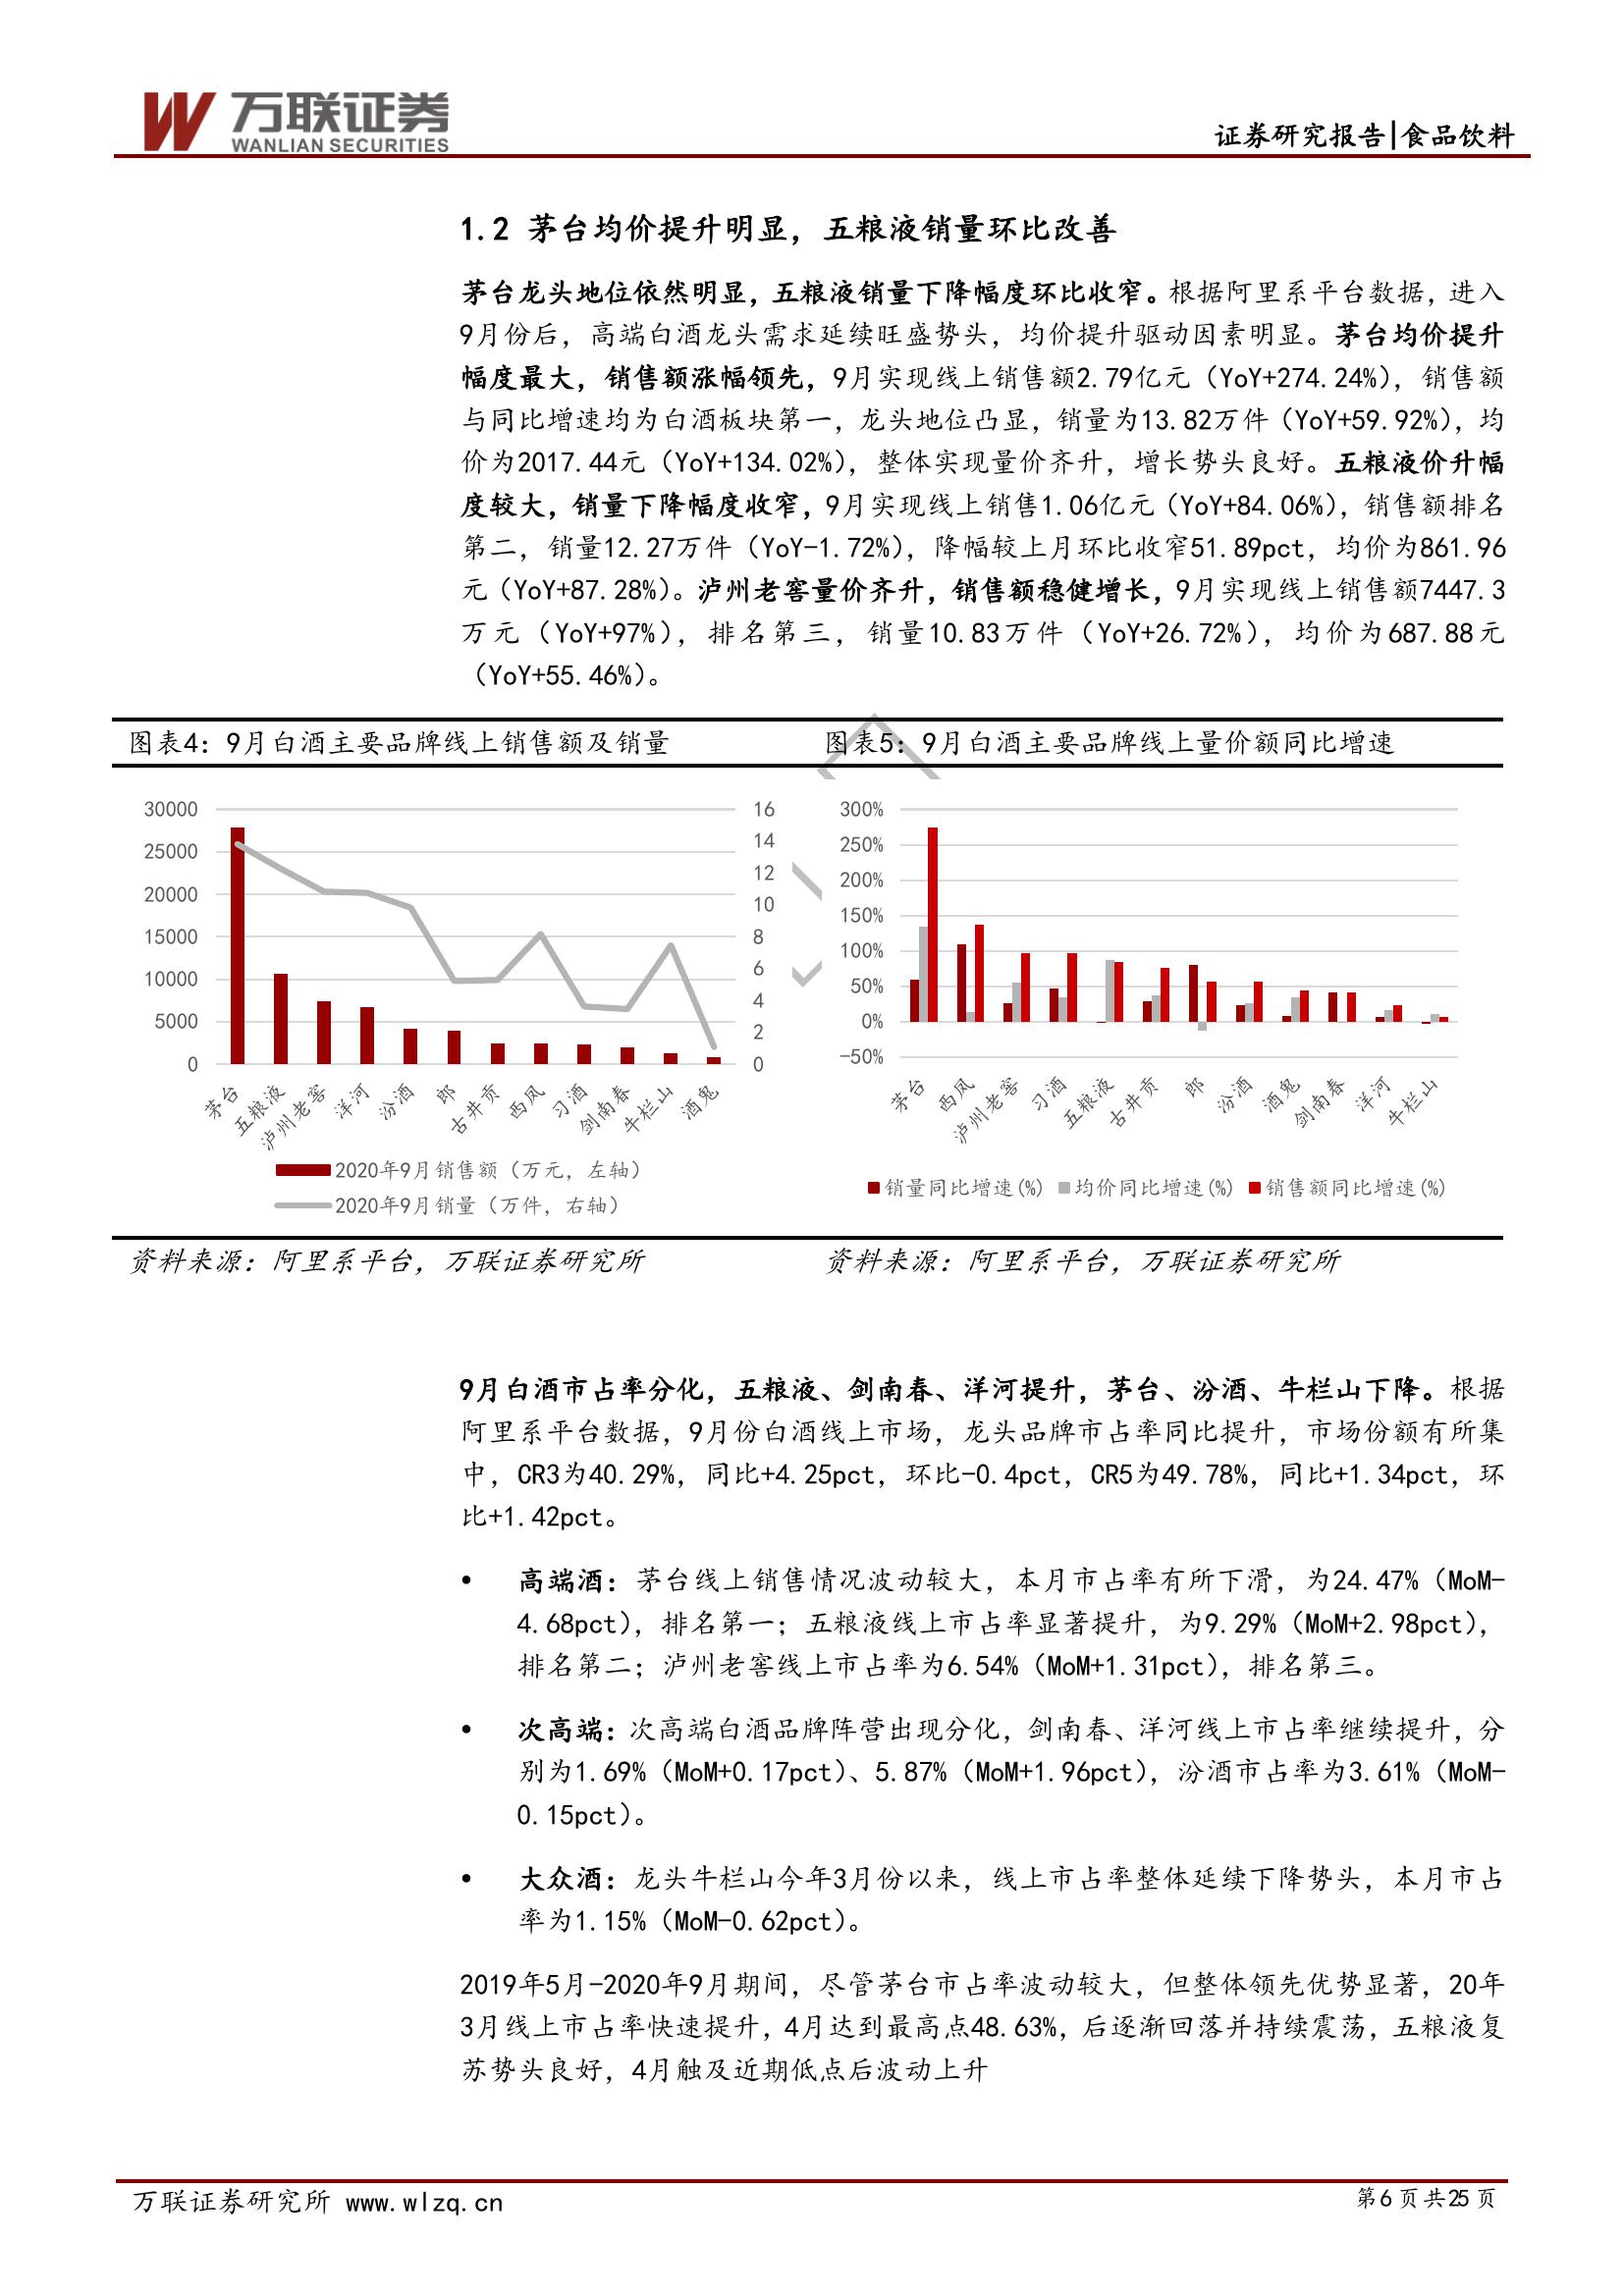 万联证券
WANLIAN SECURITIES
证券研究报告|食品饮料
1.2 茅台均价提升明显，五粮液销量环比改善
茅台龙头地位依然明显，五粮液销量下降幅度环比收窄。根据阿里系平台数据，进入
9月份后，高端白酒龙头需求延续旺盛势头，均价提升驱动因素明显。茅台均价提升
幅度最大，销售额涨幅领先，9月实现线上销售额2.79亿元（YoY+274.24%），销售额
与同比增速均为白酒板块第一，龙头地位凸显，销量为13.82万件（YoY+59.92%），均
价为2017.44元（YoY+134.02%），整体实现量价齐升，增长势头良好。五粮液价升幅
度较大，销量下降幅度收窄，9月实现线上销售1.06亿元（YoY+84.06%），销售额排名
第二，销量12.27万件（YoY-1.72%），降幅较上月环比收窄51.89pct，均价为861.96
元（YoY+87.28%）。泸州老窖量价齐升，销售额稳健增长，9月实现线上销售额7447.3
万元（YoY+97%），排名第三，销量10.83万件（YoY+26.72%），均价为687.88元
（YoY+55.46%）。
图表4：9月白酒主要品牌线上销售额及销量
30000
25000
20000
15000
10000
5000
0
16
14
12
10
8
6
4
2
0
茅台
五粮液
泸州老窖
洋河
汾酒
郎
古井贡
西凤
习酒
剑南春
牛栏山
酒鬼
2020年9月销售额（万元，左轴）
2020年9月销量（万件，右轴）
资料来源：阿里系平台，万联证券研究所
图表5：9月白酒主要品牌线上量价额同比增速
300%
250%
200%
150%
100%
50%
0%
-50%
茅台
西凤
泸州老窖
习酒
五粮液
古井贡
郎
汾酒
酒鬼
剑南春
洋河
牛栏山
销量同比增速(%) 均价同比增速(%) 销售额同比增速(%)
资料来源：阿里系平台，万联证券研究所
9月白酒市占率分化，五粮液、剑南春、洋河提升，茅台、汾酒、牛栏山下降。根据
阿里系平台数据，9月份白酒线上市场，龙头品牌市占率同比提升，市场份额有所集
中，CR3为40.29%，同比+4.25pct，环比-0.4pct，CR5为49.78%，同比+1.34pct，环
比+1.42pct。
• 高端酒：茅台线上销售情况波动较大，本月市占率有所下滑，为24.47%（MoM-
4.68pct），排名第一；五粮液线上市占率显著提升，为9.29%（MoM+2.98pct），
排名第二；泸州老窖线上市占率为6.54%（MoM+1.31pct），排名第三。
• 次高端：次高端白酒品牌阵营出现分化，剑南春、洋河线上市占率继续提升，分
别为1.69%（MoM+0.17pct）、5.87%（MoM+1.96pct），汾酒市占率为3.61%（MoM-
0.15pct）。
• 大众酒：龙头牛栏山今年3月份以来，线上市占率整体延续下降势头，本月市占
率为1.15%（MoM-0.62pct）。
2019年5月-2020年9月期间，尽管茅台市占率波动较大，但整体领先优势显著，20年
3月线上市占率快速提升，4月达到最高点48.63%，后逐渐回落并持续震荡，五粮液复
苏势头良好，4月触及近期低点后波动上升
万联证券研究所 www.wlzq.cn
第6页共25页